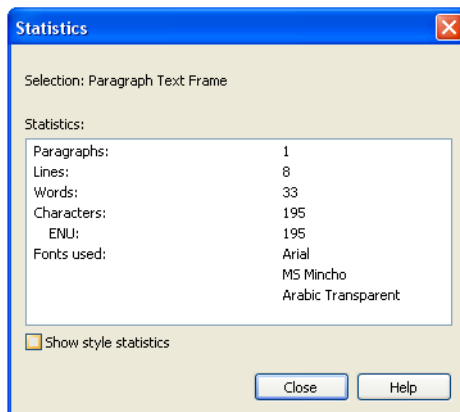 Statistics
Selection: Paragraph Text Frame
Statistics:
Paragraphs: 1
Lines: 8
Words: 33
Characters: 195
ENU: 195
Fonts used: Arial
MS Mincho
Arabic Transparent
Show style statistics
Close Help